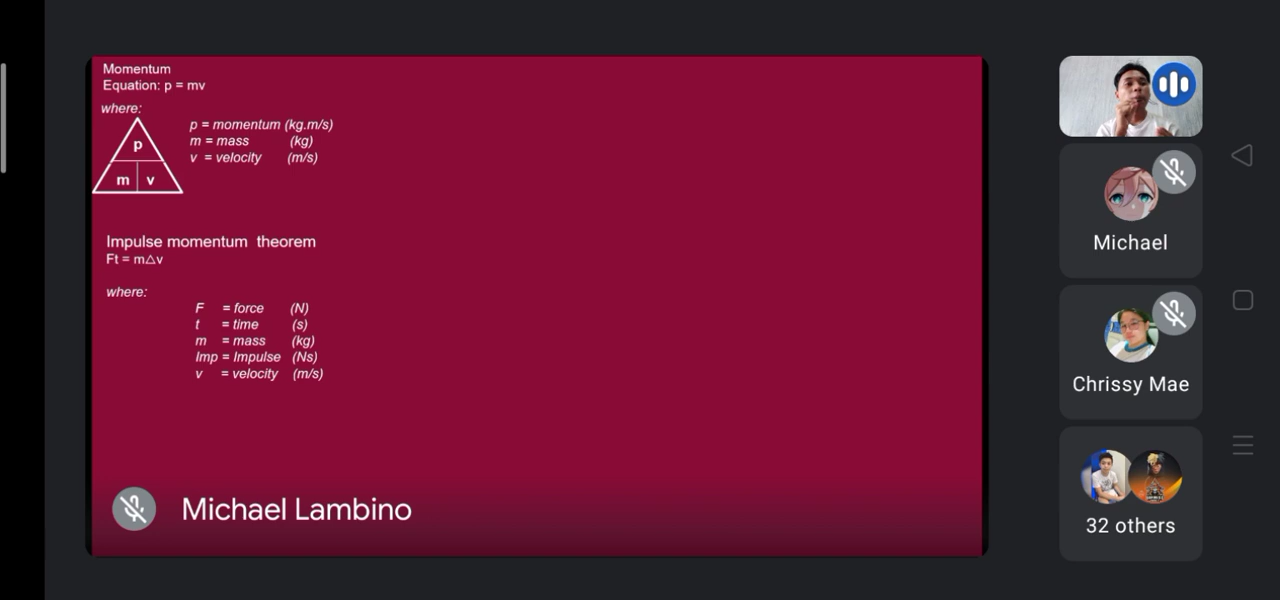 Momentum
Equation: p = mv
where:
p
m v
p = momentum (kg.m/s)
m = mass (kg)
v = velocity (m/s)
Impulse momentum theorem
Ft = m△v
where:
F = force (N)
t = time (s)
m = mass (kg)
Imp = Impulse (Ns)
v = velocity (m/s)
Michael Lambino
Michael
Chrissy Mae
32 others